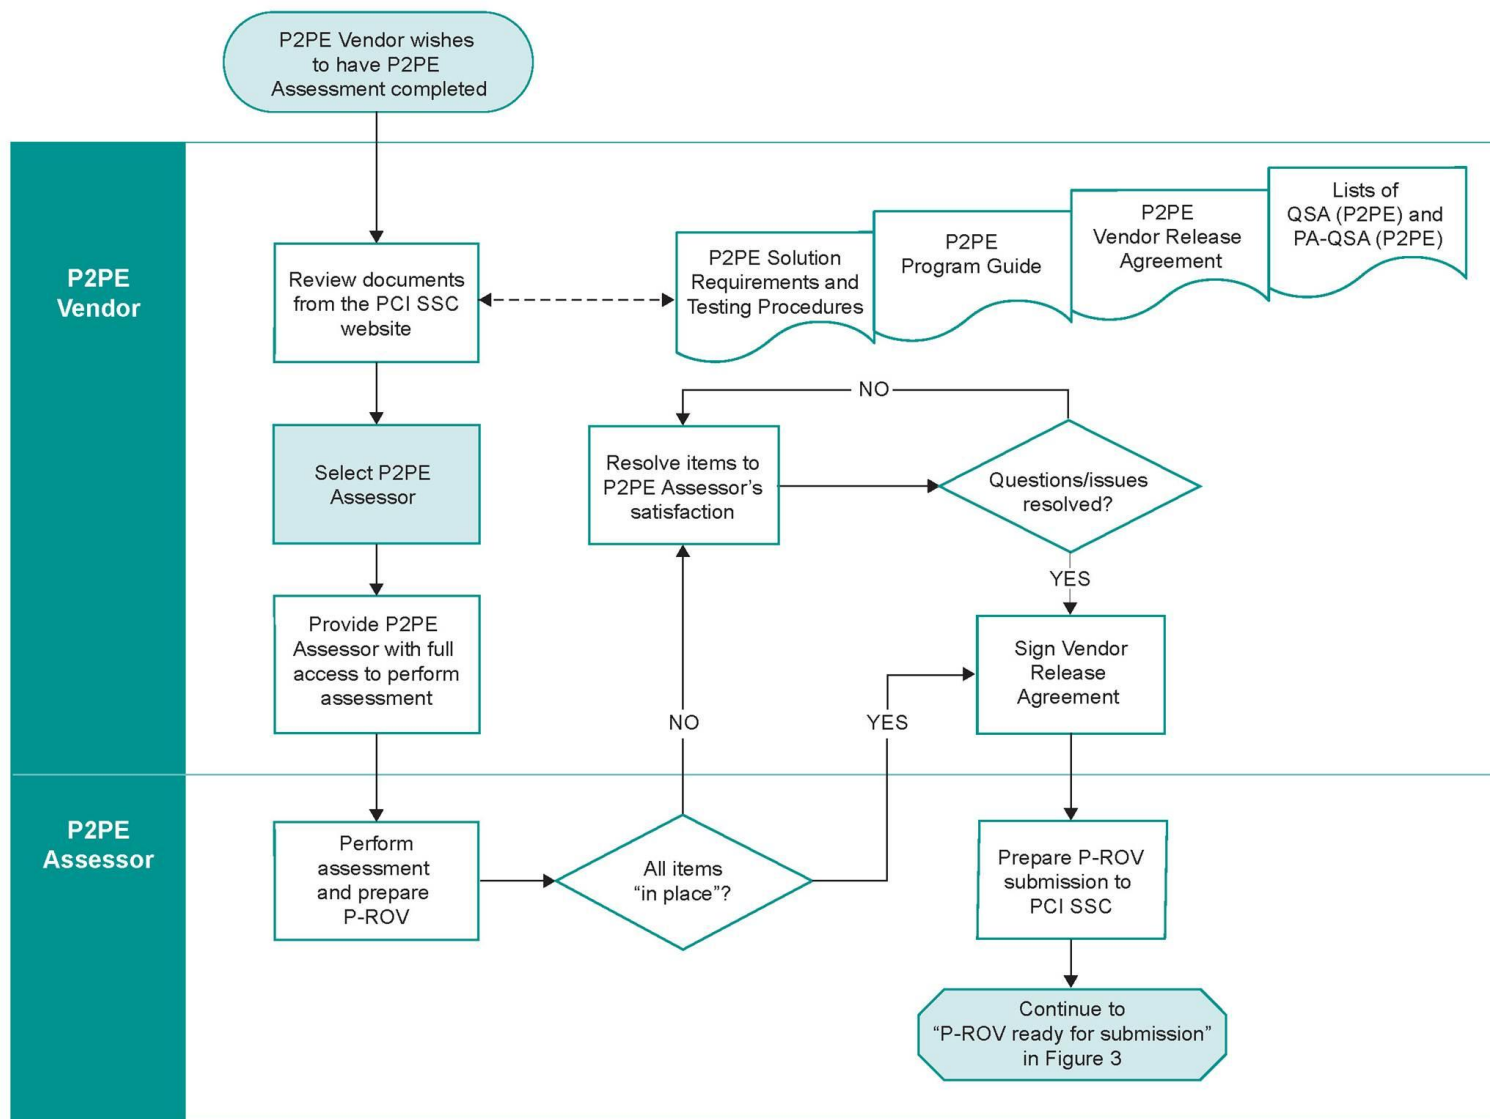 P2PE Vendor wishes
to have P2PE
Assessment completed
P2PE
Vendor
Review documents
from the PCI SSC
website
P2PE Solution
Requirements and
Testing Procedures
P2PE
Program Guide
P2PE
Vendor Release
Agreement
Lists of
QSA (P2PE) and
PA-QSA (P2PE)
Select P2PE
Assessor
Resolve items to
P2PE Assessor’s
satisfaction
NO
Questions/issues
resolved?
YES
Provide P2PE
Assessor with full
access to perform
assessment
NO
YES
Sign Vendor
Release
Agreement
P2PE
Assessor
Perform
assessment
and prepare
P-ROV
All items
“in place”?
Prepare P-ROV
submission to
PCI SSC
Continue to
“P-ROV ready for submission”
in Figure 3